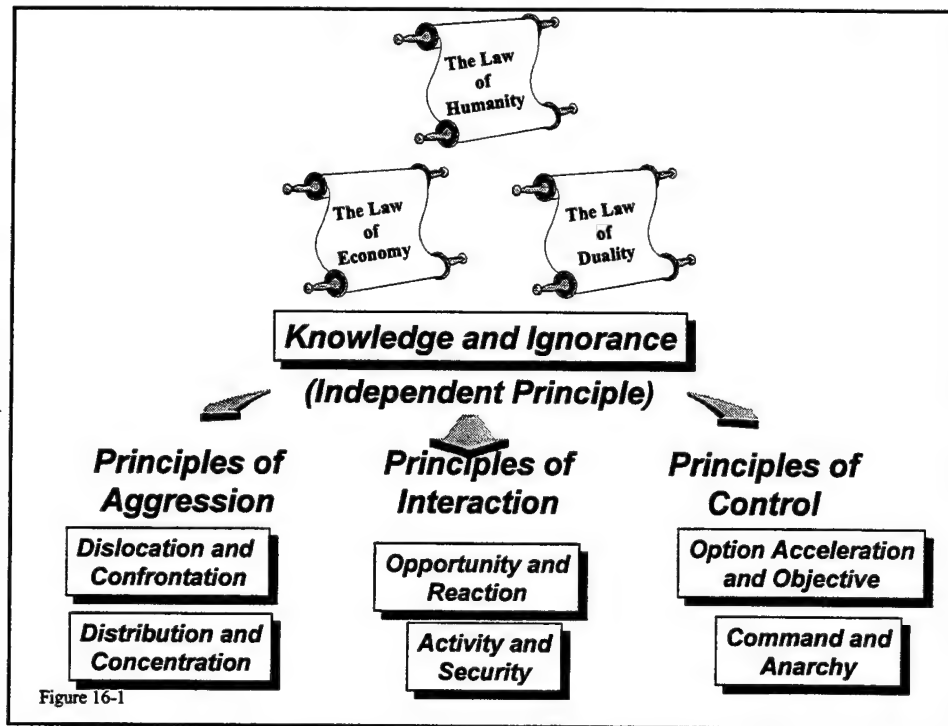 The Law
of
Humanity
The Law
of
Economy
The Law
of
Duality
Knowledge and Ignorance
(Independent Principle)
Principles of
Aggression
Dislocation and
Confrontation
Distribution and
Concentration
Principles of
Interaction
Opportunity and
Reaction
Activity and
Security
Principles of
Control
Option Acceleration
and Objective
Command and
Anarchy
Figure 16-1